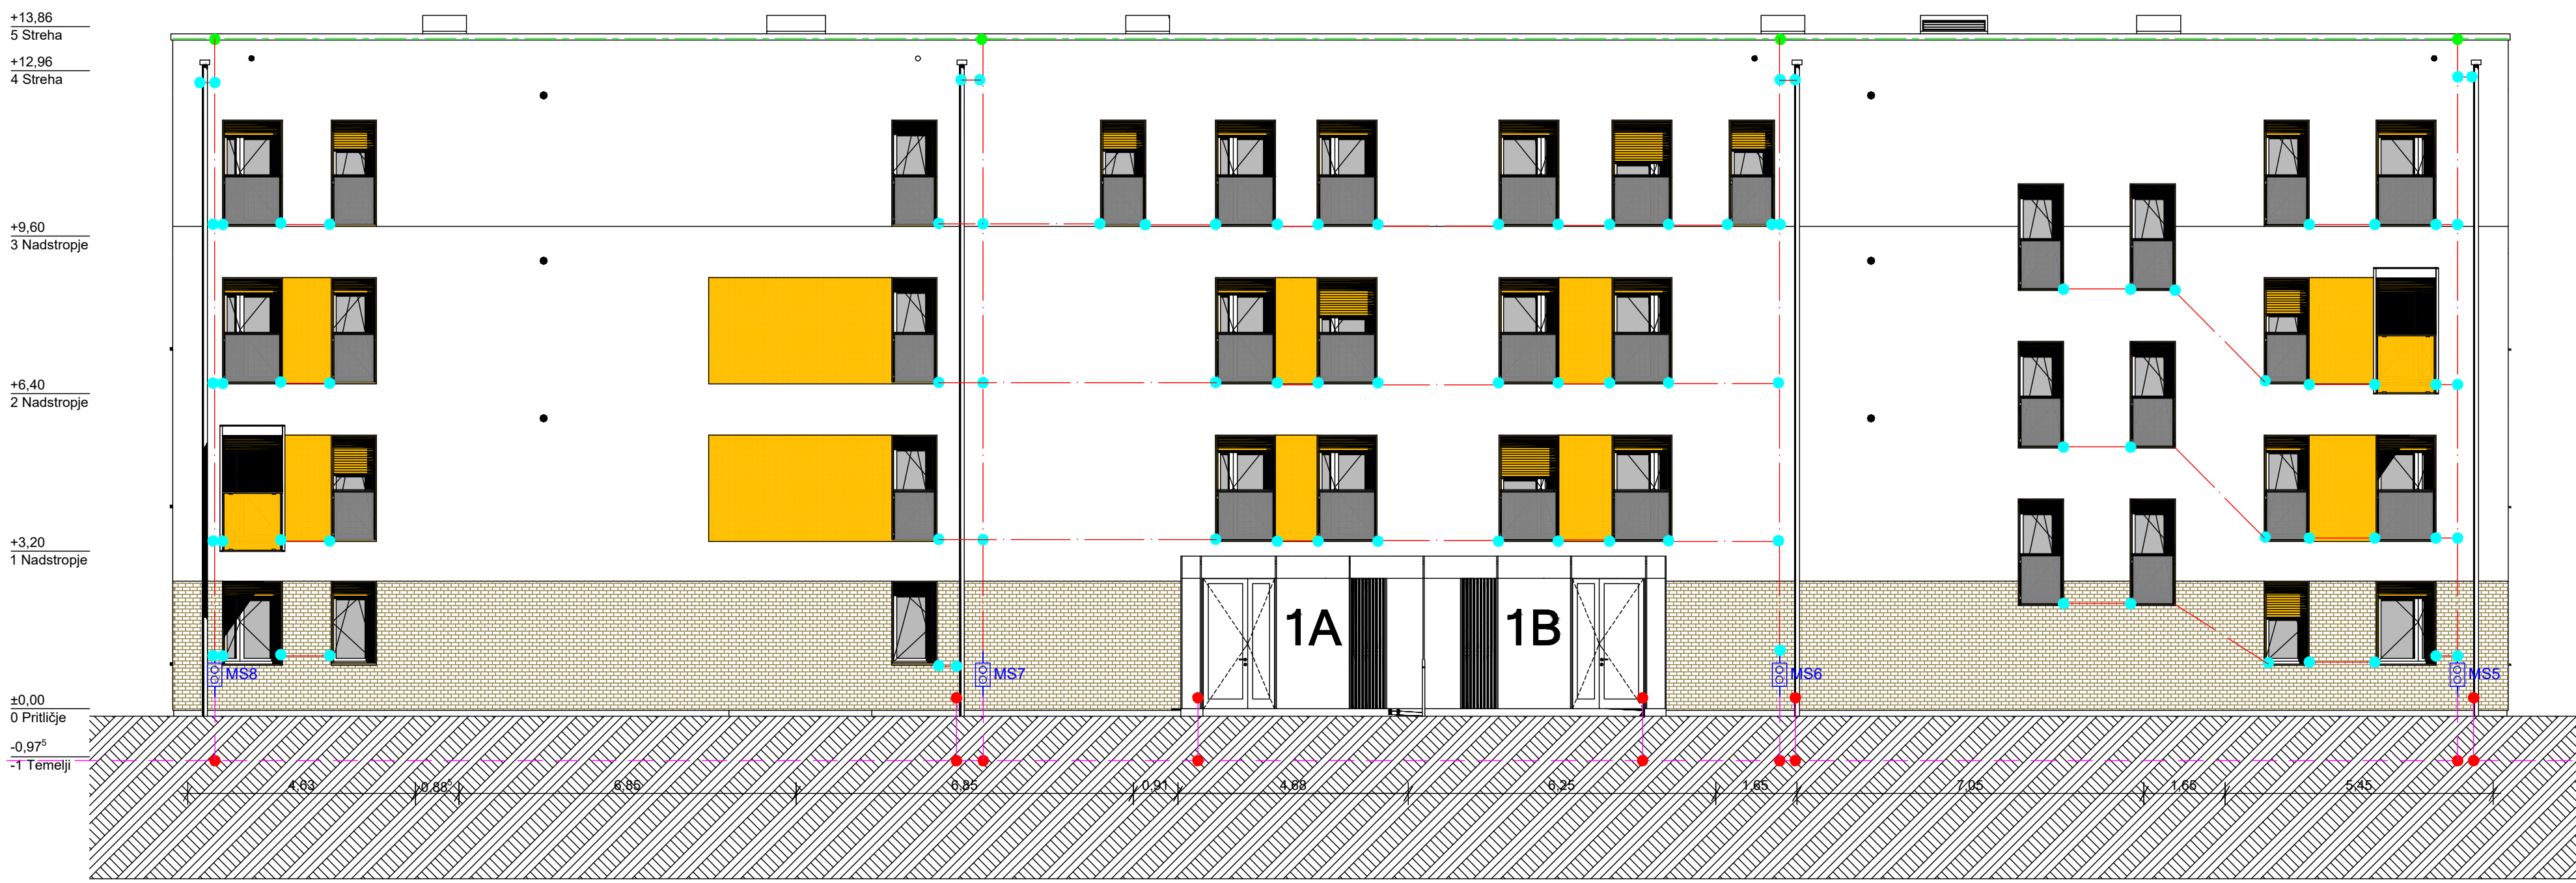 +13,86
5 Streha
+12,96
4 Streha
+9,60
3 Nadstropje
+6,40
2 Nadstropje
+3,20
1 Nadstropje
1A
1B
MS8
MS7
MS6
MS5
±0,00
0 Pritličje
-0,97⁵
-1 Temelji
4,63
0,88⁵
6,85
6,85
0,91
4,68
6,25
1,65
7,05
1,65
5,45